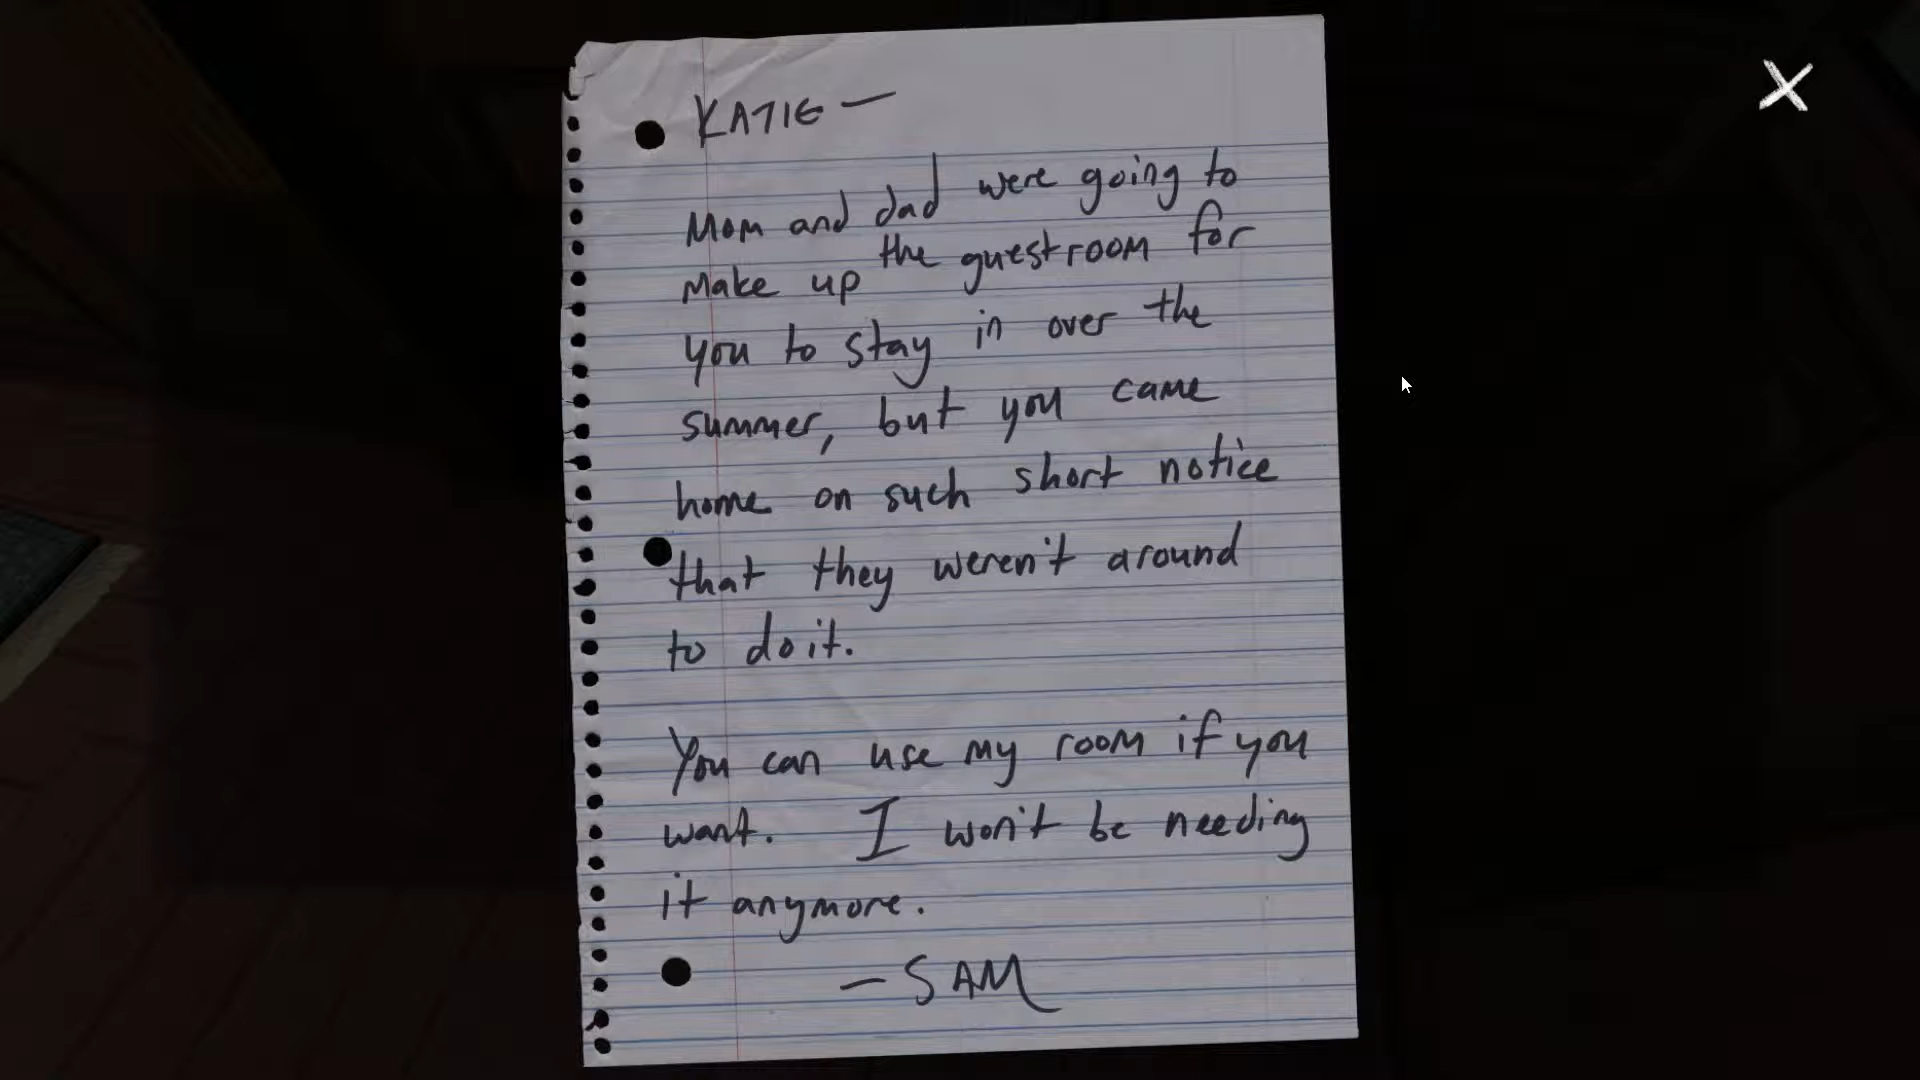 KATIE —
Mom and dad were going to
make up the guestroom for
you to stay in over the
summer, but you came
home on such short notice
that they weren't around
to do it.
You can use my room if you
want. I won't be needing
it anymore.
— SAM